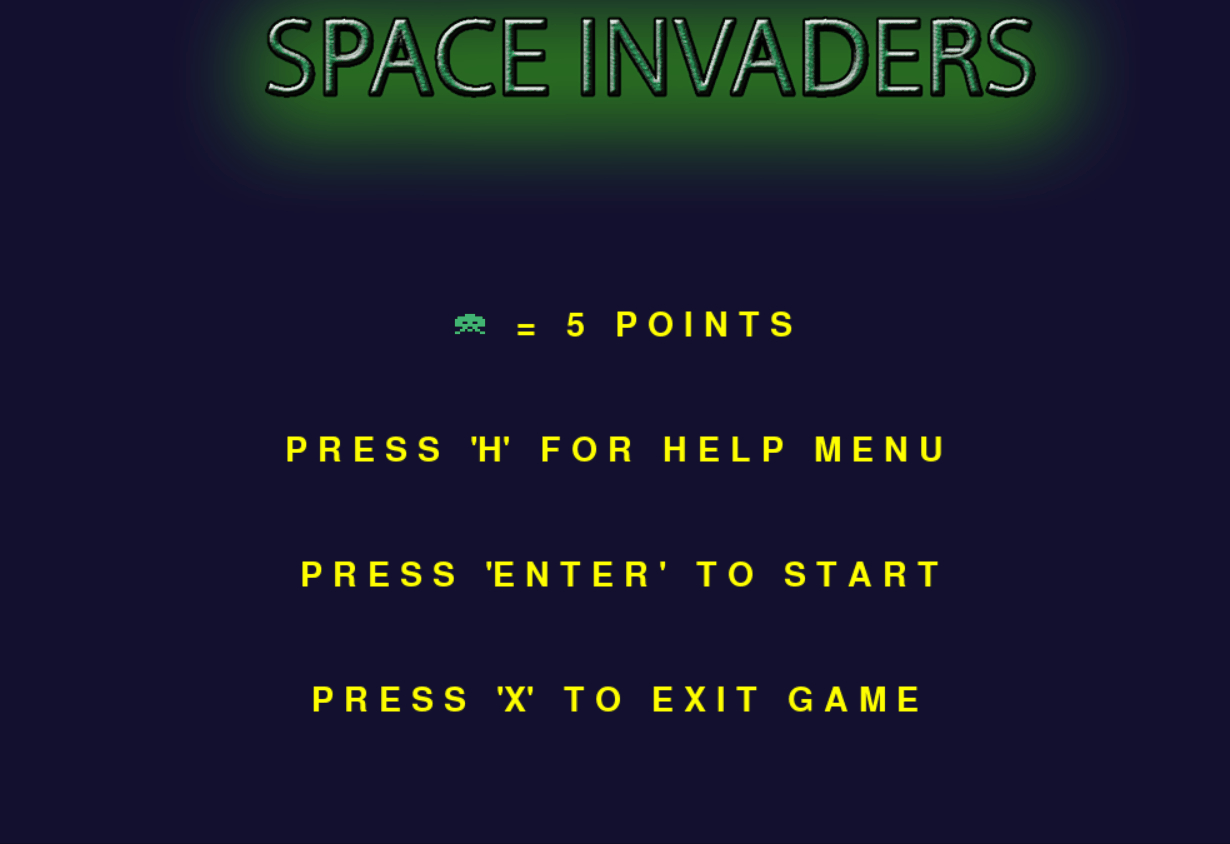 SPACE INVADERS
= 5 POINTS
PRESS 'H' FOR HELP MENU
PRESS 'ENTER' TO START
PRESS 'X' TO EXIT GAME